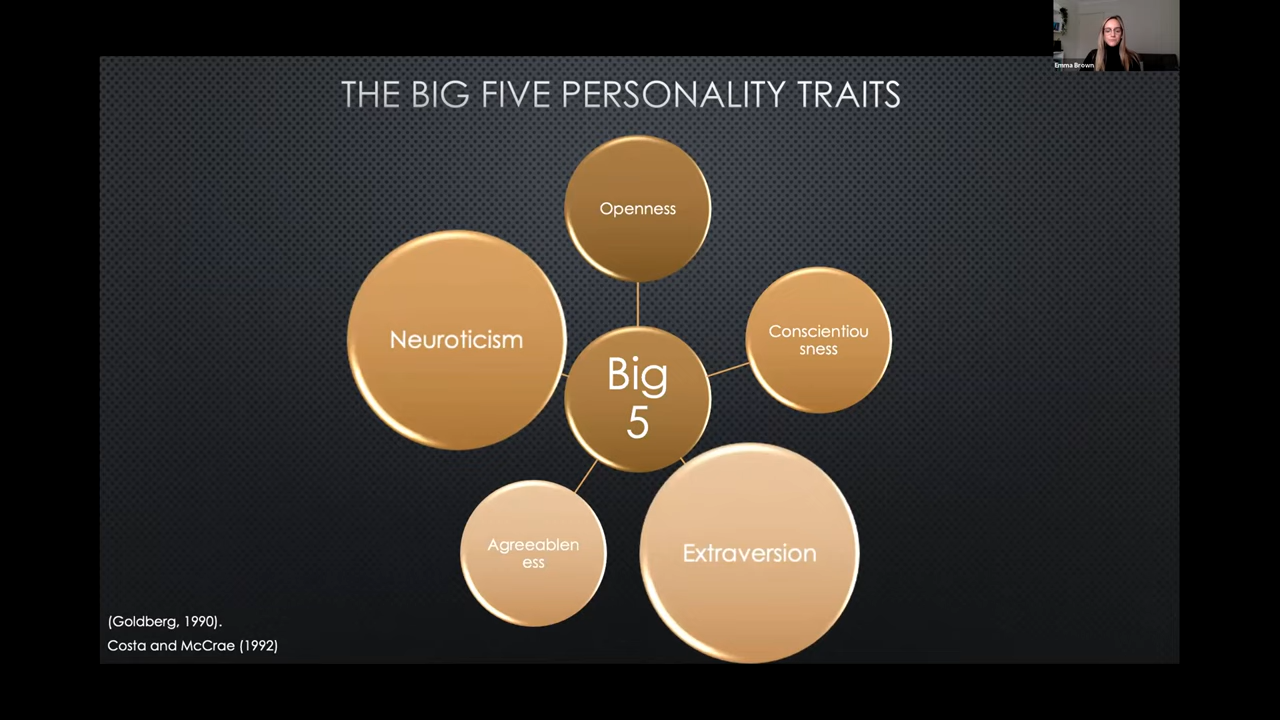 Emma Brown
THE BIG FIVE PERSONALITY TRAITS
Openness
Neuroticism
Conscientiou
sness
Big
5
Agreeablen
ess
Extraversion
(Goldberg, 1990).
Costa and McCrae (1992)